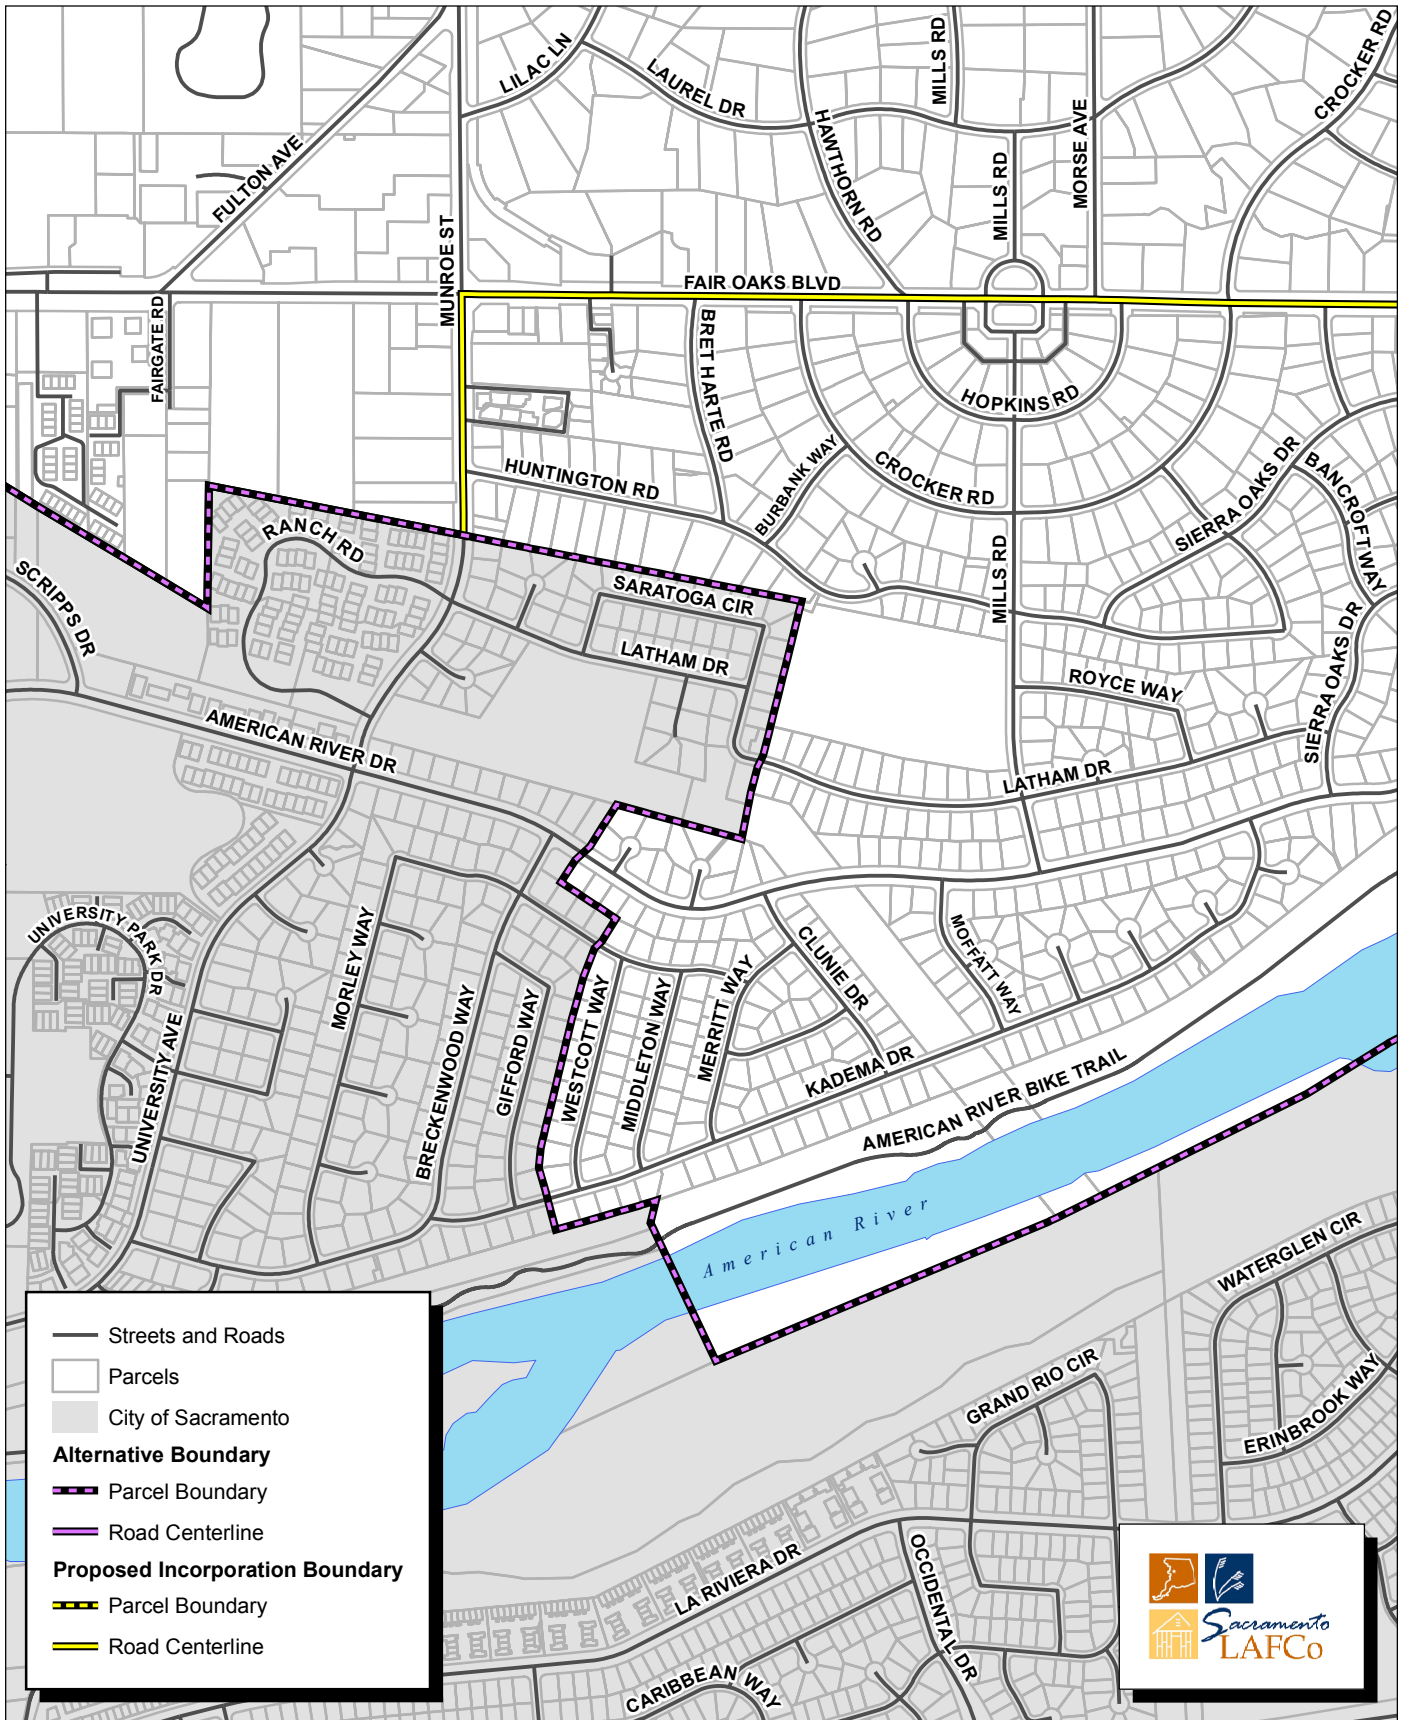 LILAC LN
LAUREL DR
MILLS RD
CROCKER RD
HAWTHORN RD
MORSE AVE
MILLS RD
FULTON AVE
MUNROE ST
FAIR OAKS BLVD
FAIRGATE RD
BRET HARTE RD
HOPKINS RD
BURBANK WAY
CROCKER RD
HUNTINGTON RD
SIERRA OAKS DR
BANCROFT WAY
RANCH RD
SCRIPPS DR
SARATOGA CIR
MILLS RD
LATHAM DR
ROYCE WAY
SIERRA OAKS DR
AMERICAN RIVER DR
LATHAM DR
UNIVERSITY PARK DR
MORLEY WAY
CLUNIE DR
MOFFATT WAY
BRECKENWOOD WAY
GIFFORD WAY
WESTCOTT WAY
MIDDLETON WAY
MERRITT WAY
UNIVERSITY AVE
KADEMA DR
AMERICAN RIVER BIKE TRAIL
American River
WATERGLEN CIR
GRAND RIO CIR
ERINBROOK WAY
LA RIVIERA DR
OCCIDENTAL DR
CARIBBEAN WAY
Streets and Roads
Parcels
City of Sacramento
Alternative Boundary
Parcel Boundary
Road Centerline
Proposed Incorporation Boundary
Parcel Boundary
Road Centerline
Sacramento
LAFCo